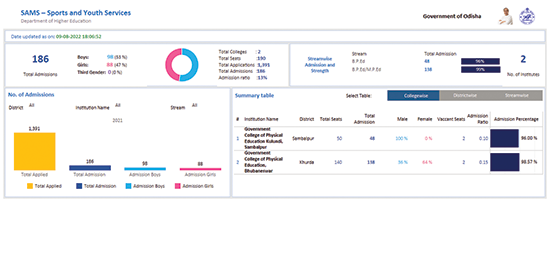 SAMS – Sports and Youth Services
Department of Higher Education
Government of Odisha
Date updated as on: 09-08-2022 18:06:52
186
Total Admissions
Boys: 98 (53 %)
Girls: 88 (47 %)
Third Gender: 0 (0 %)
Total Colleges : 2
Total Seats : 190
Total Applications : 1,391
Total Admissions : 186
Admission ratio : 13%
Streamwise
Admission and
Strength
Stream Total Admission
B.P.Ed 48 96%
B.P.Ed/M.P.Ed 138 99%
2
No. of Institutes
No. of Admissions
District All Institution Name All Stream All
2021
1,391
186
98
88
Total Applied Total Admission Admission Boys Admission Girls
Total Applied Total Admission Admission Boys Admission Girls
Summary table Select Table: Collegewise Districtwise Streamwise
# Institution Name District Total Seats Total Admission Male Female Vaccant Seats Admission Ratio Admission Percentage
1 Government College of Physical Education Kulundi, Sambalpur Sambalpur 50 48 100 % 0 % 2 0.10 96.00 %
2 Government College of Physical Education, Bhubaneswar Khurda 140 138 36 % 64 % 2 0.15 98.57 %